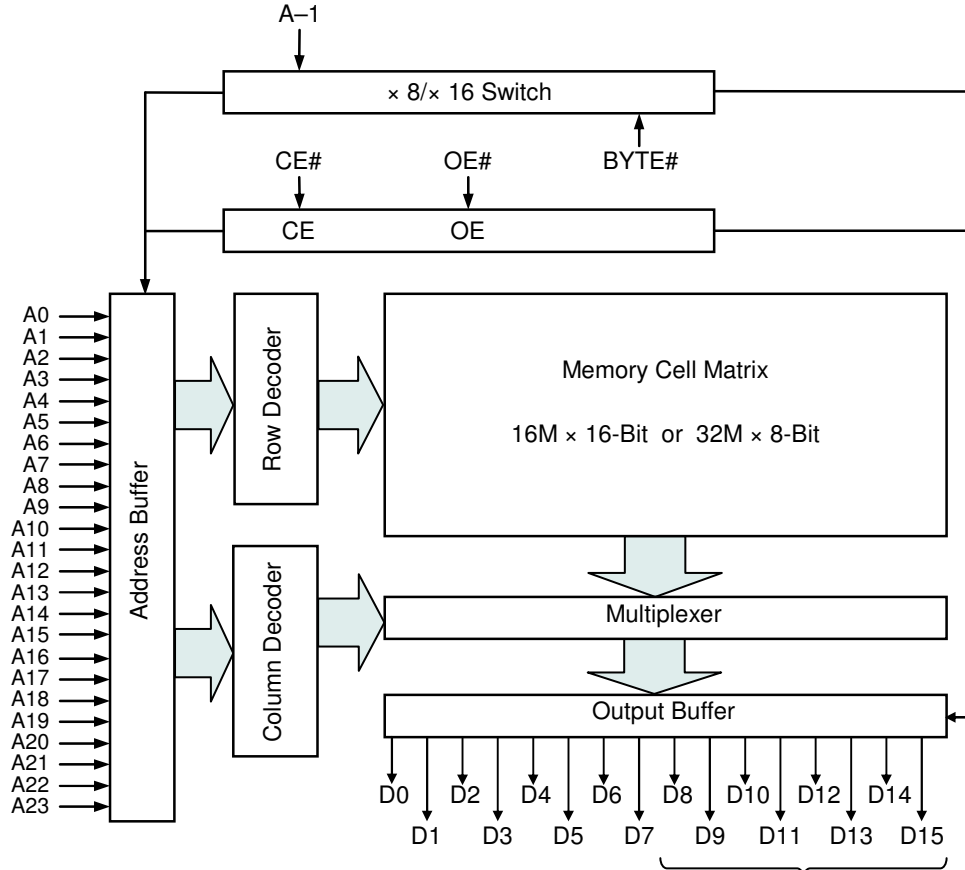 A–1
× 8/× 16 Switch
CE#
OE#
BYTE#
CE
OE
A0
A1
A2
A3
A4
A5
A6
A7
A8
A9
A10
A11
A12
A13
A14
A15
A16
A17
A18
A19
A20
A21
A22
A23
Address Buffer
Row Decoder
Column Decoder
Memory Cell Matrix
16M × 16-Bit or 32M × 8-Bit
Multiplexer
Output Buffer
D0 D2 D4 D6 D8 D10 D12 D14
D1 D3 D5 D7 D9 D11 D13 D15